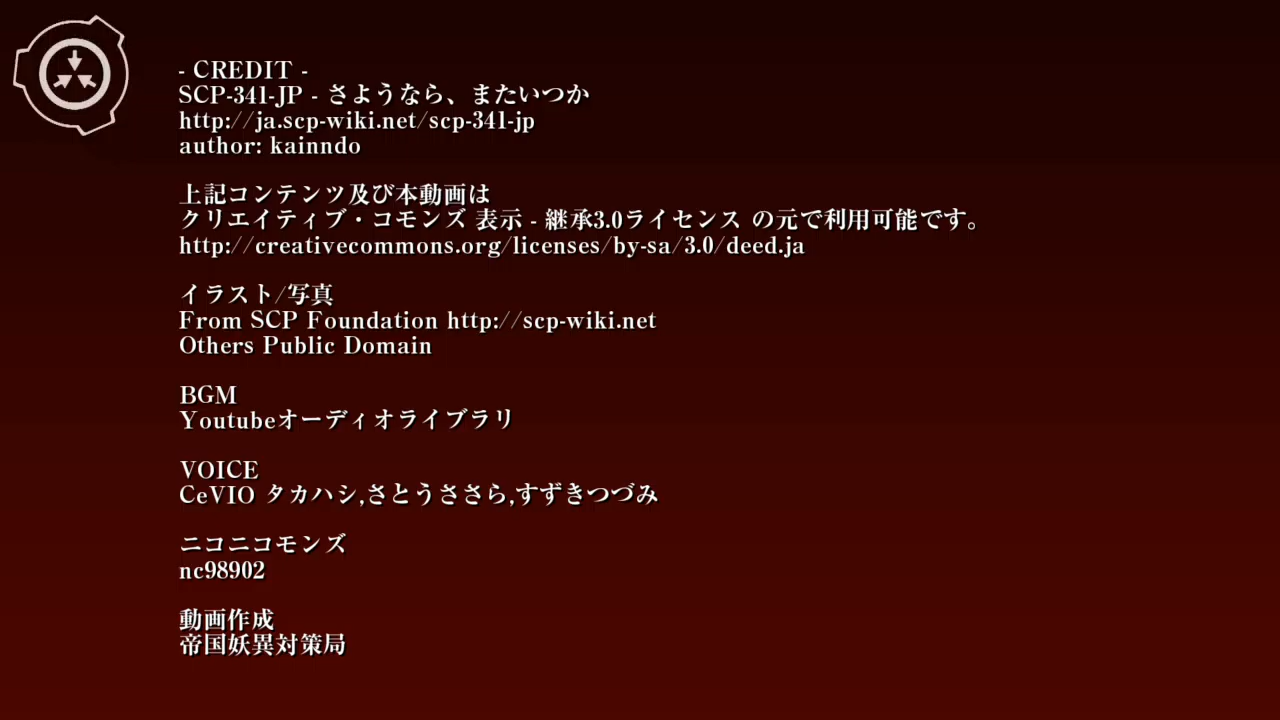 - CREDIT -
SCP-341-JP - さようなら、またいつか
http://ja.scp-wiki.net/scp-341-jp
author: kainndo
上記コンテンツ及び本動画は
クリエイティブ・コモンズ 表示 - 継承3.0ライセンス の元で利用可能です。
http://creativecommons.org/licenses/by-sa/3.0/deed.ja
イラスト/写真
From SCP Foundation http://scp-wiki.net
Others Public Domain
BGM
Youtubeオーディオライブラリ
VOICE
CeVIO タカハシ,さとうささら,すずきつづみ
ニコニコモンズ
nc98902
動画作成
帝国妖異対策局